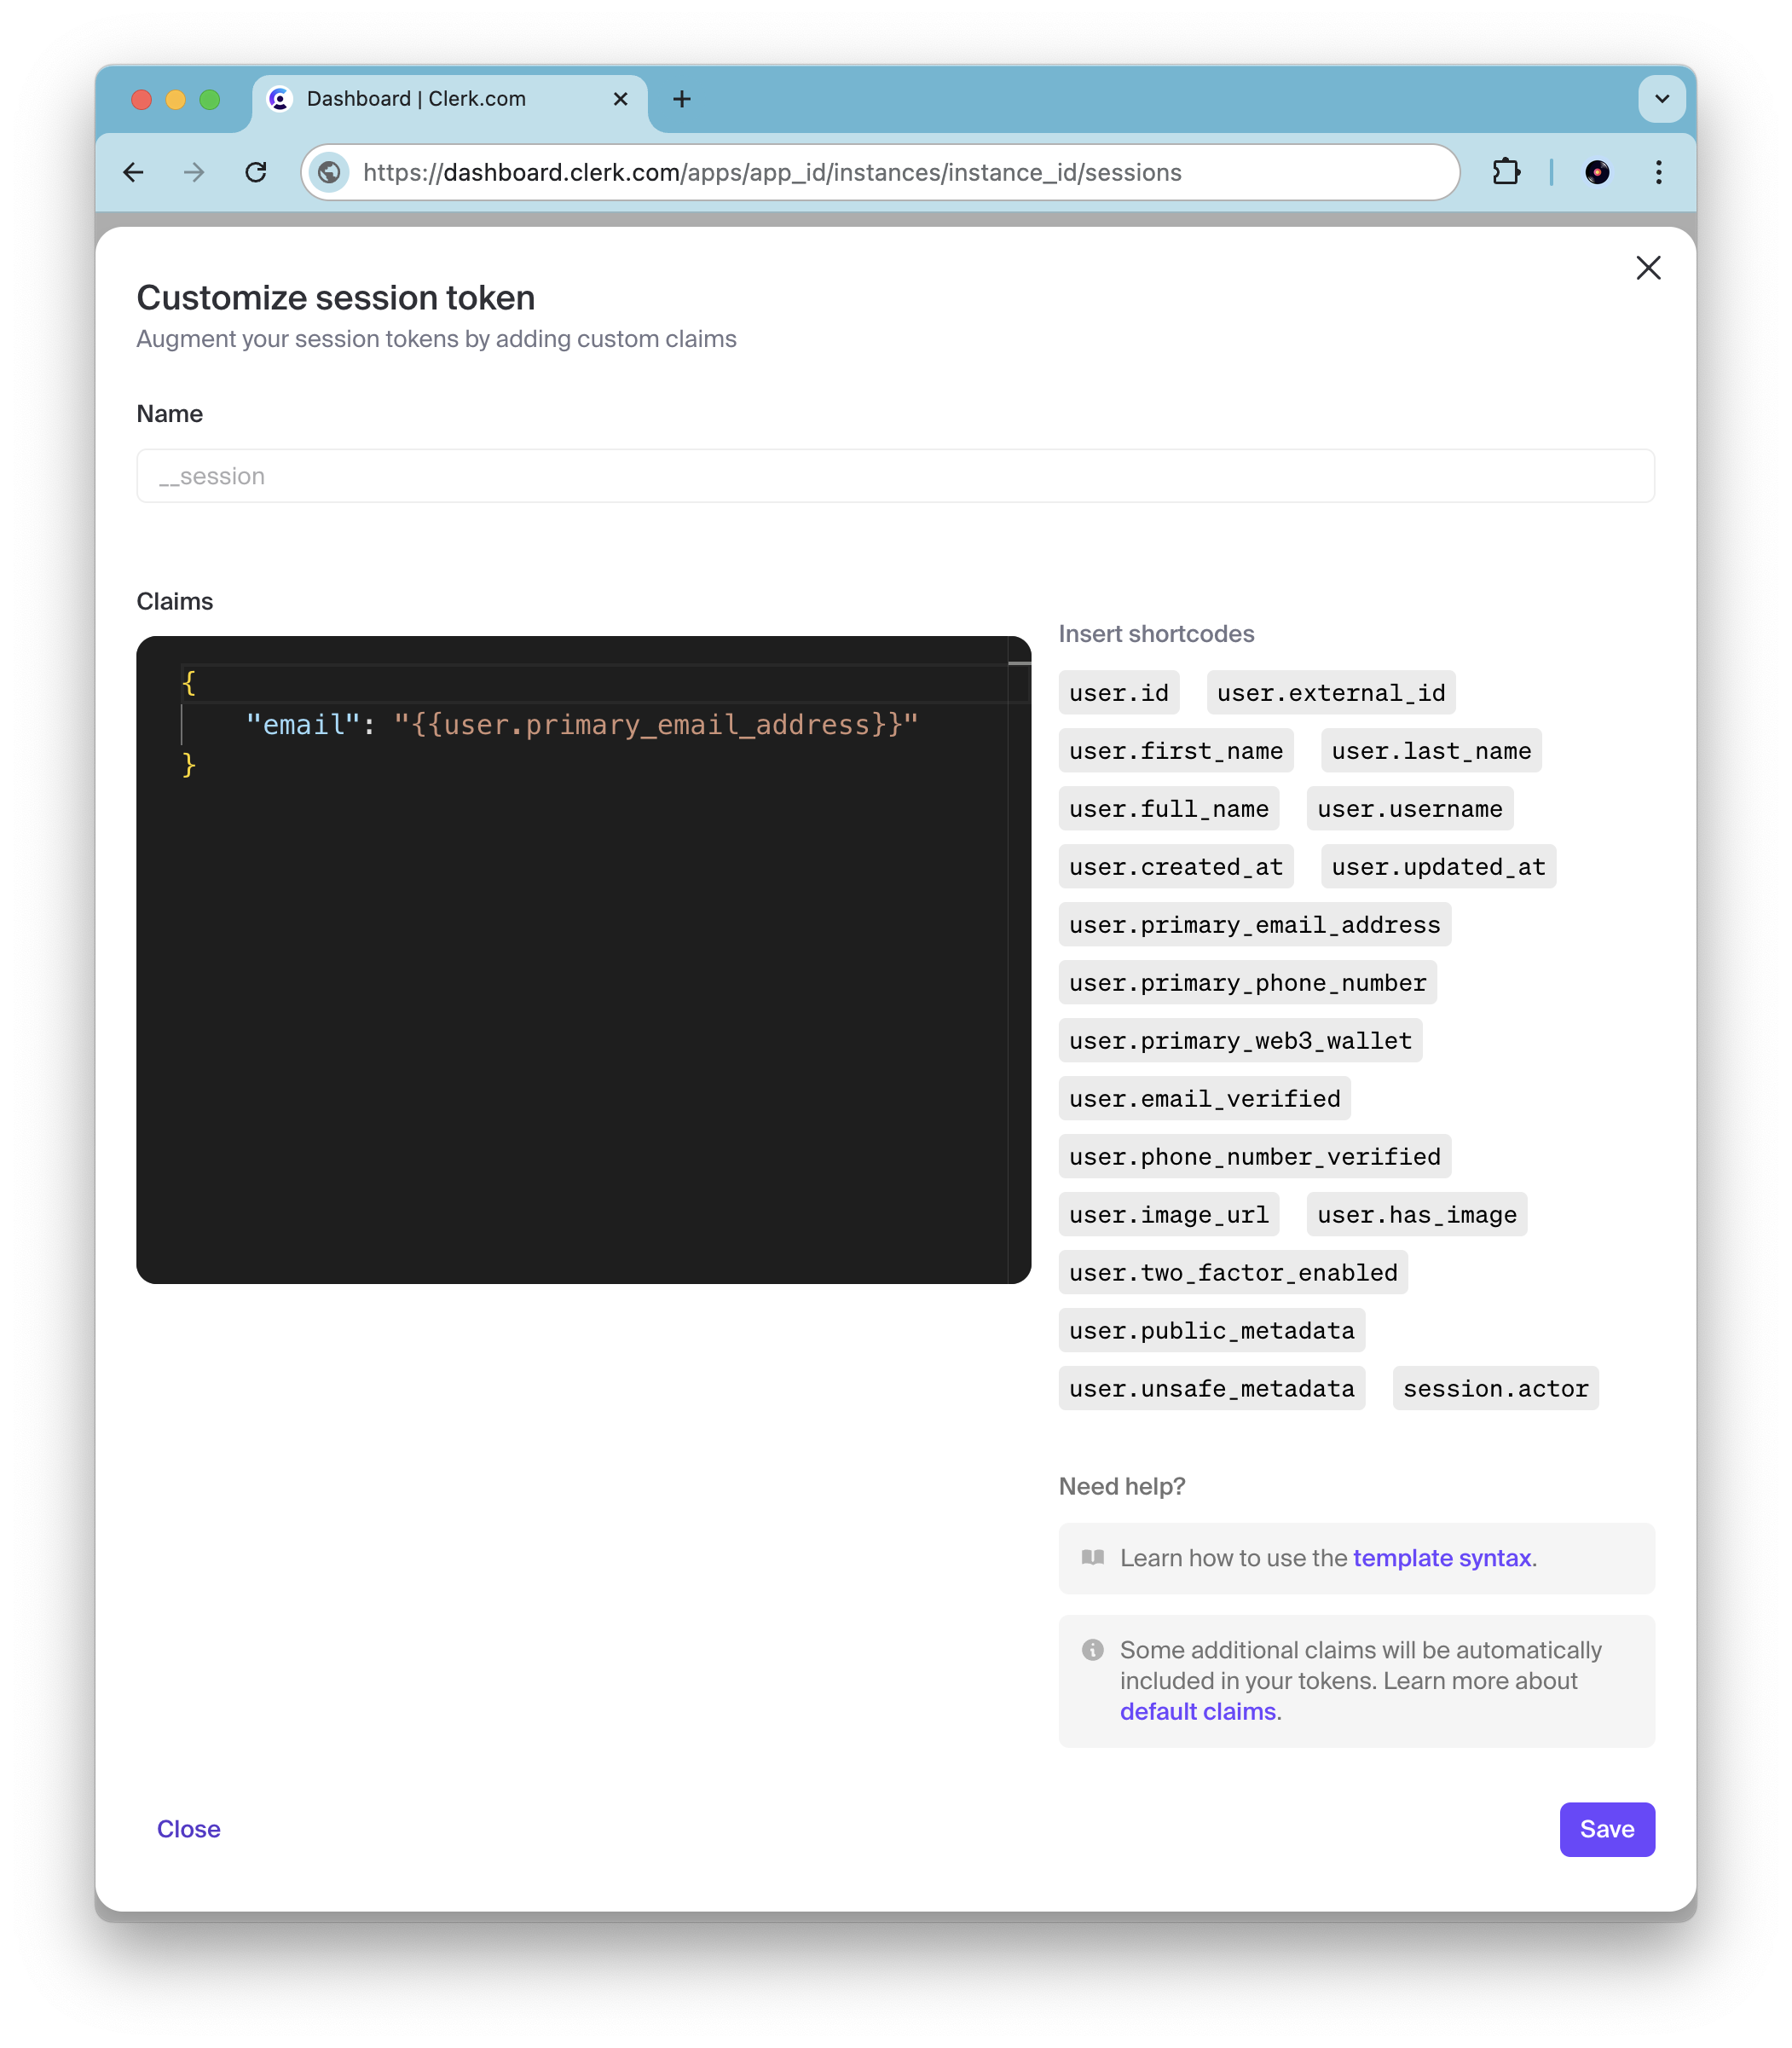 Dashboard | Clerk.com
https://dashboard.clerk.com/apps/app_id/instances/instance_id/sessions
Customize session token
Augment your session tokens by adding custom claims
Name
__session
Claims
{
"email": "{{user.primary_email_address}}"
}
Insert shortcodes
user.id user.external_id
user.first_name user.last_name
user.full_name user.username
user.created_at user.updated_at
user.primary_email_address
user.primary_phone_number
user.primary_web3_wallet
user.email_verified
user.phone_number_verified
user.image_url user.has_image
user.two_factor_enabled
user.public_metadata
user.unsafe_metadata session.actor
Need help?
Learn how to use the template syntax.
Some additional claims will be automatically
included in your tokens. Learn more about
default claims.
Close
Save